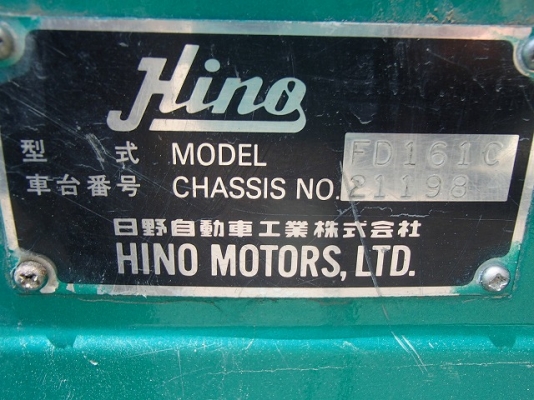 Hino
型 式 MODEL FD161C
車台番号 CHASSIS NO. 21198
日野自動車工業株式会社
HINO MOTORS, LTD.